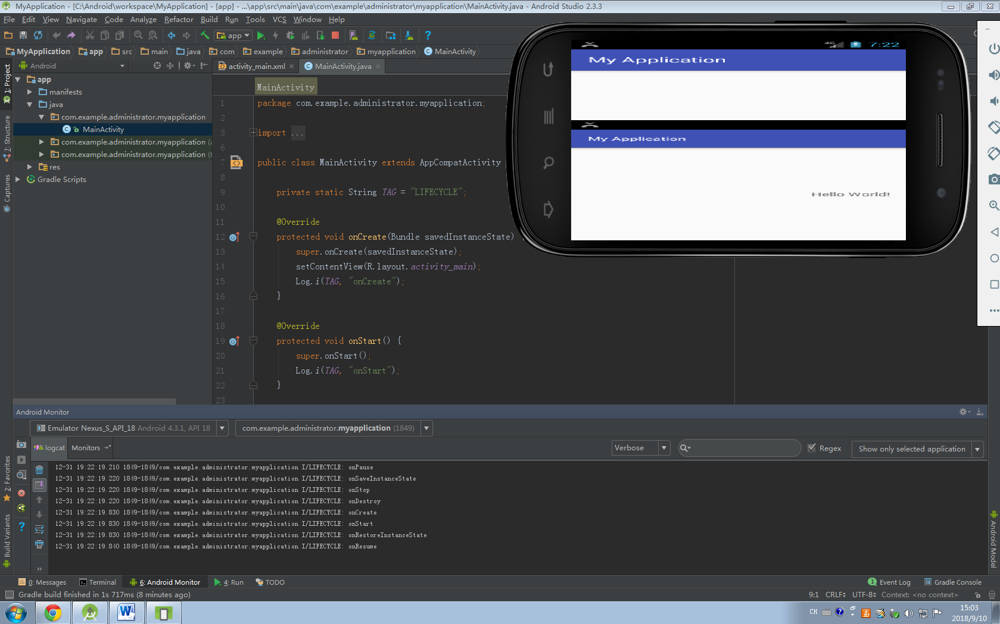 MyApplication - [C:\Android\workspace\MyApplication] - [app] - ...\app\src\main\java\com\example\administrator\myapplication\MainActivity.java - Android Studio 2.3.3
File Edit View Navigate Code Analyze Refactor Build Run Tools VCS Window Help
app
MyApplication app src main java com example administrator myapplication MainActivity
Android
activity_main.xml
MainActivity.java
1: Project
7: Structure
Captures
2: Favorites
Build Variants
app
manifests
java
com.example.administrator.myapplication
MainActivity
com.example.administrator.myapplication (a
com.example.administrator.myapplication (t
res
Gradle Scripts
MainActivity
1 package com.example.administrator.myapplication;
2
3 import ...
6
7 public class MainActivity extends AppCompatActivity
8
9 private static String TAG = "LIFECYCLE";
10
11 @Override
12 protected void onCreate(Bundle savedInstanceState)
13 super.onCreate(savedInstanceState);
14 setContentView(R.layout.activity_main);
15 Log.i(TAG, "onCreate");
16 }
17
18 @Override
19 protected void onStart() {
20 super.onStart();
21 Log.i(TAG, "onStart");
22 }
23
4G 7:22
My Application
My Application
Hello World!
Android Monitor
Emulator Nexus_S_API_18 Android 4.3.1, API 18
com.example.administrator.myapplication (1849)
logcat
Monitors
Verbose
Regex
Show only selected application
12-31 19:22:19.210 1849-1849/com.example.administrator.myapplication I/LIFECYCLE: onPause
12-31 19:22:19.220 1849-1849/com.example.administrator.myapplication I/LIFECYCLE: onSaveInstanceState
12-31 19:22:19.220 1849-1849/com.example.administrator.myapplication I/LIFECYCLE: onStop
12-31 19:22:19.220 1849-1849/com.example.administrator.myapplication I/LIFECYCLE: onDestroy
12-31 19:22:19.830 1849-1849/com.example.administrator.myapplication I/LIFECYCLE: onCreate
12-31 19:22:19.830 1849-1849/com.example.administrator.myapplication I/LIFECYCLE: onStart
12-31 19:22:19.830 1849-1849/com.example.administrator.myapplication I/LIFECYCLE: onRestoreInstanceState
12-31 19:22:19.840 1849-1849/com.example.administrator.myapplication I/LIFECYCLE: onResume
Android Model
0: Messages Terminal 6: Android Monitor 4: Run TODO
1 Event Log Gradle Console
Gradle build finished in 1s 717ms (8 minutes ago)
9:1 CRLF UTF-8 Context: <no context>
CH
15:03
2018/9/10